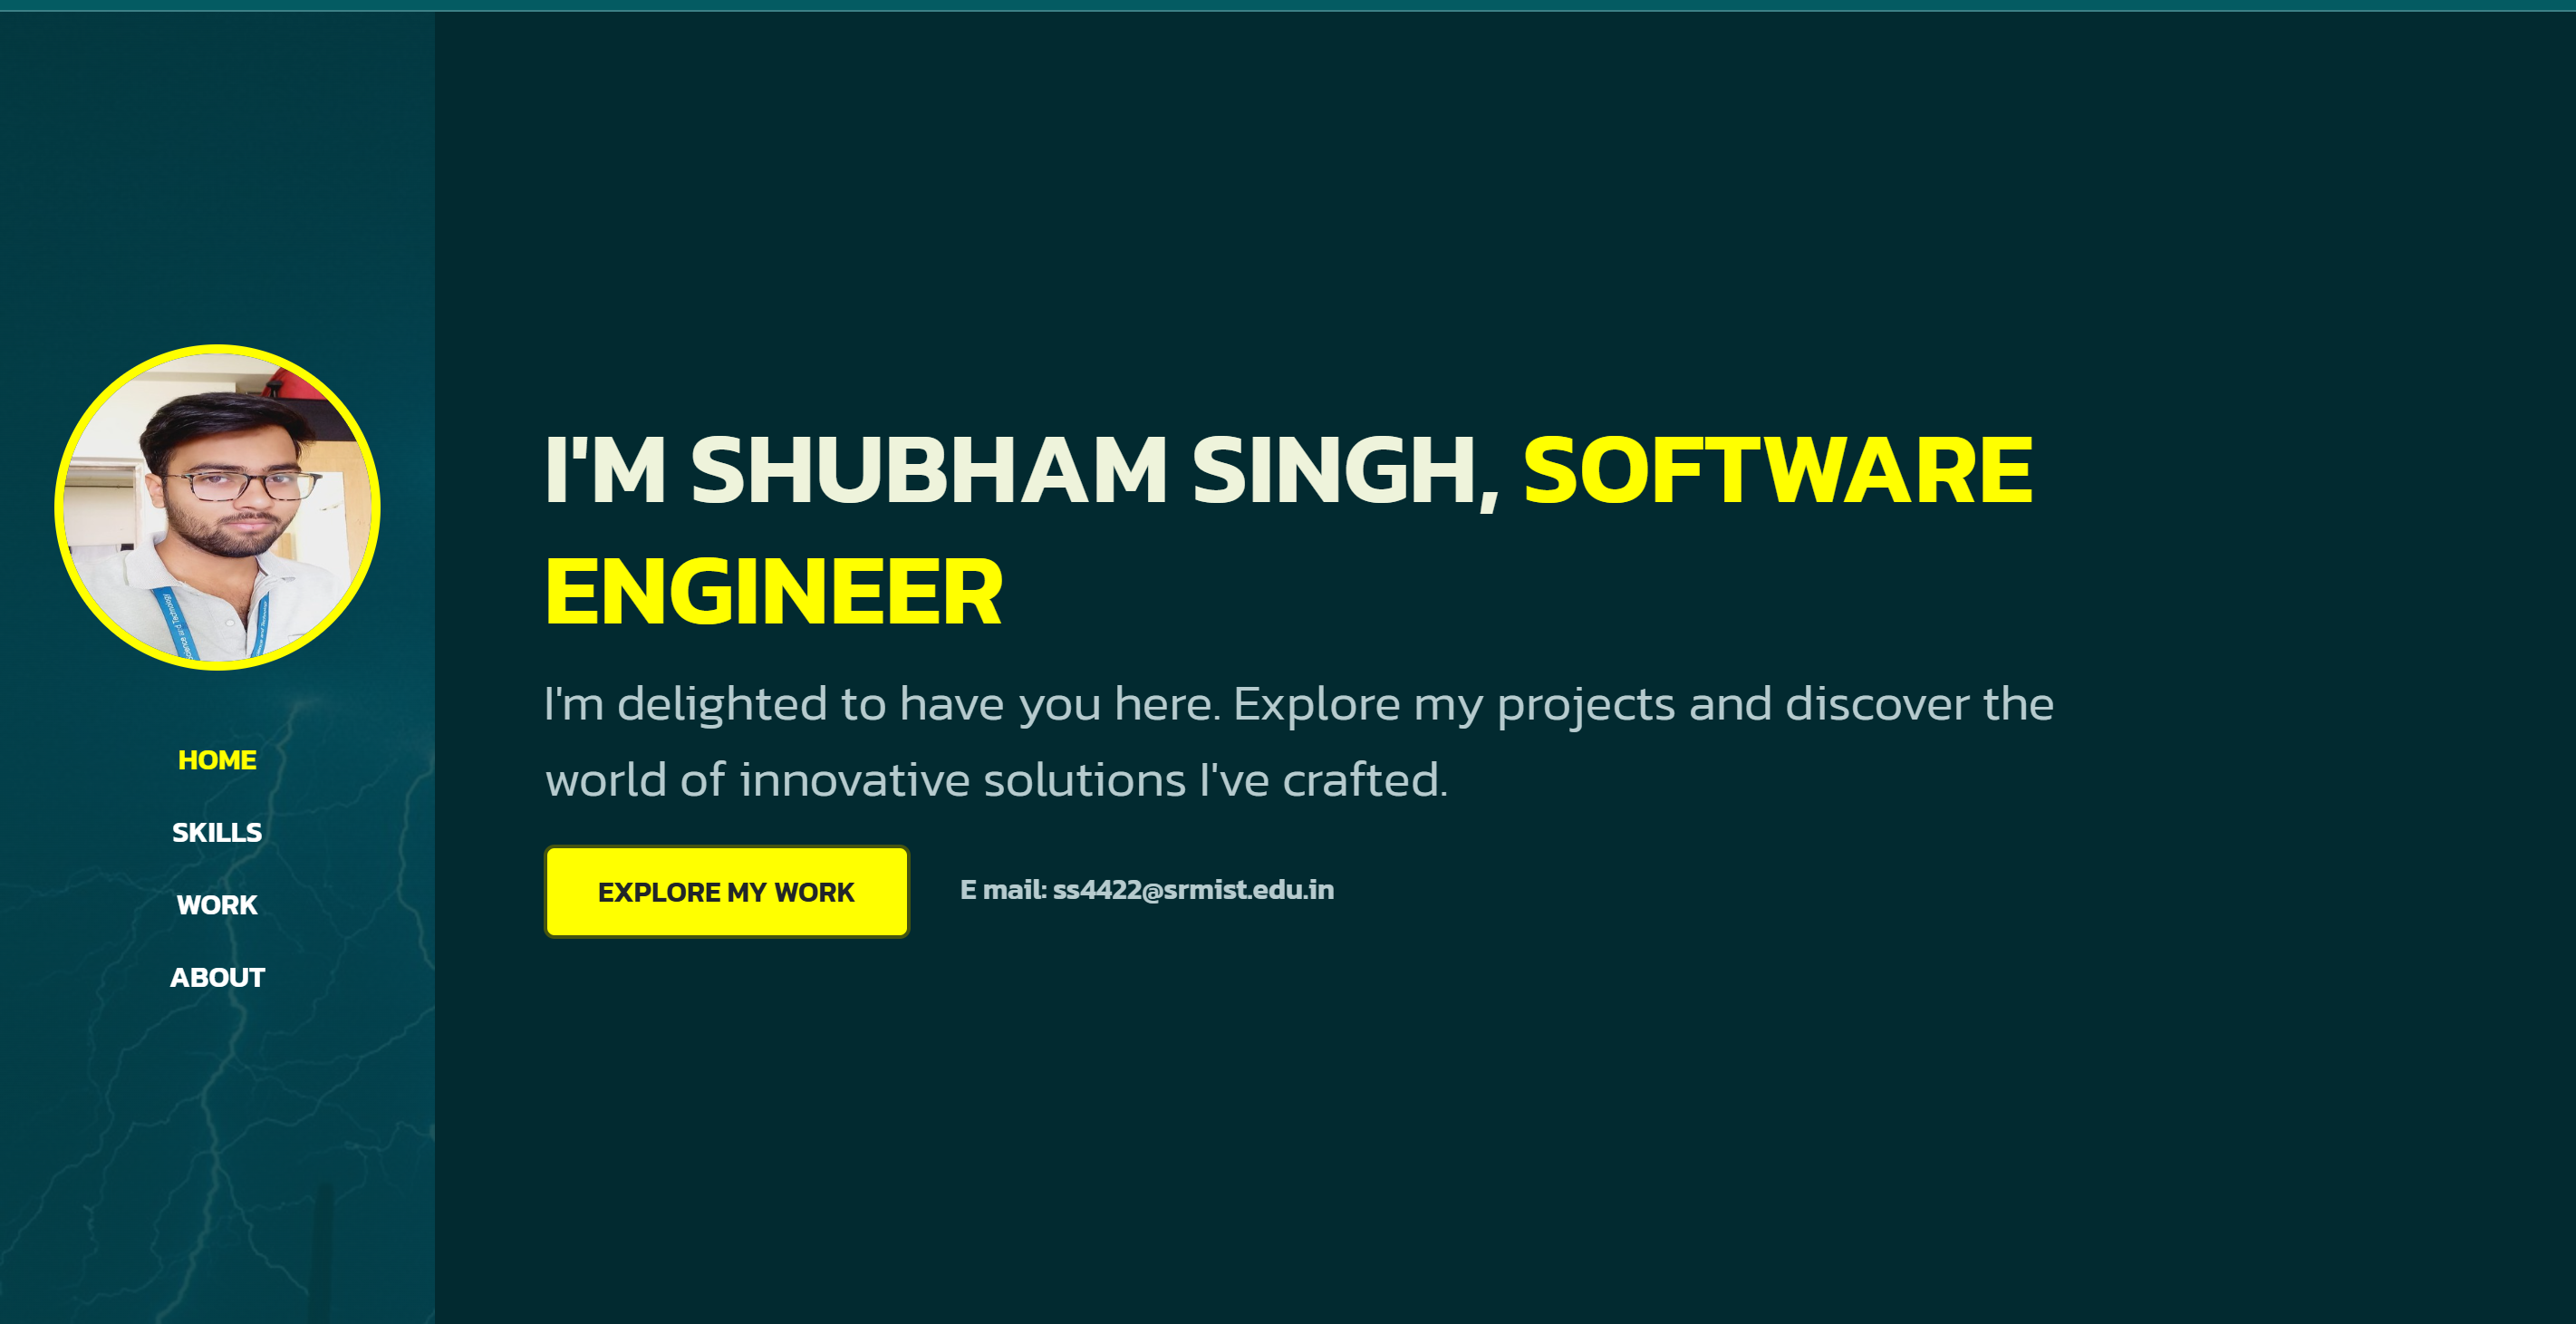 HOME
SKILLS
WORK
ABOUT
I'M SHUBHAM SINGH, SOFTWARE
ENGINEER
I'm delighted to have you here. Explore my projects and discover the
world of innovative solutions I've crafted.
EXPLORE MY WORK
E mail: ss4422@srmist.edu.in